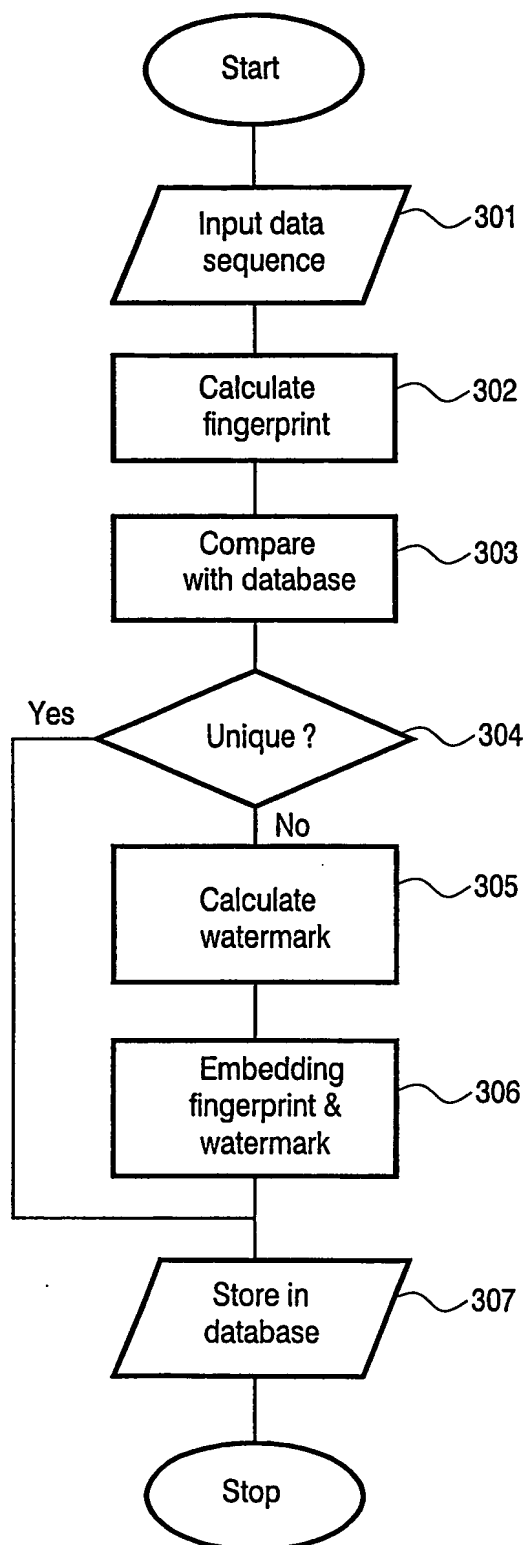 Start
Input data
sequence
301
Calculate
fingerprint
302
Compare
with database
303
Yes
Unique ?
304
No
Calculate
watermark
305
Embedding
fingerprint &
watermark
306
Store in
database
307
Stop